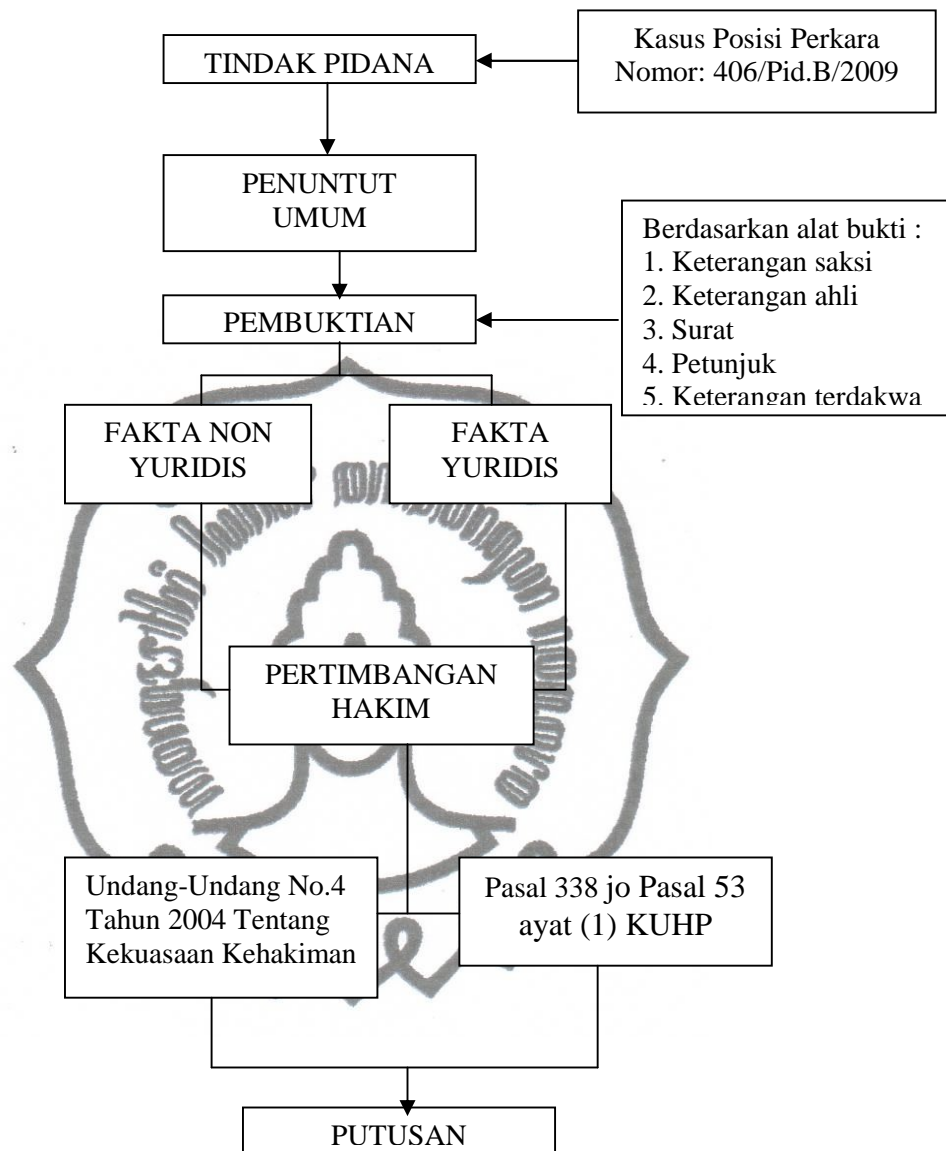 TINDAK PIDANA
Kasus Posisi Perkara
Nomor: 406/Pid.B/2009
PENUNTUT
UMUM
Berdasarkan alat bukti :
1. Keterangan saksi
2. Keterangan ahli
3. Surat
4. Petunjuk
5. Keterangan terdakwa
PEMBUKTIAN
FAKTA NON
YURIDIS
FAKTA
YURIDIS
PERTIMBANGAN
HAKIM
Undang-Undang No.4
Tahun 2004 Tentang
Kekuasaan Kehakiman
Pasal 338 jo Pasal 53
ayat (1) KUHP
PUTUSAN